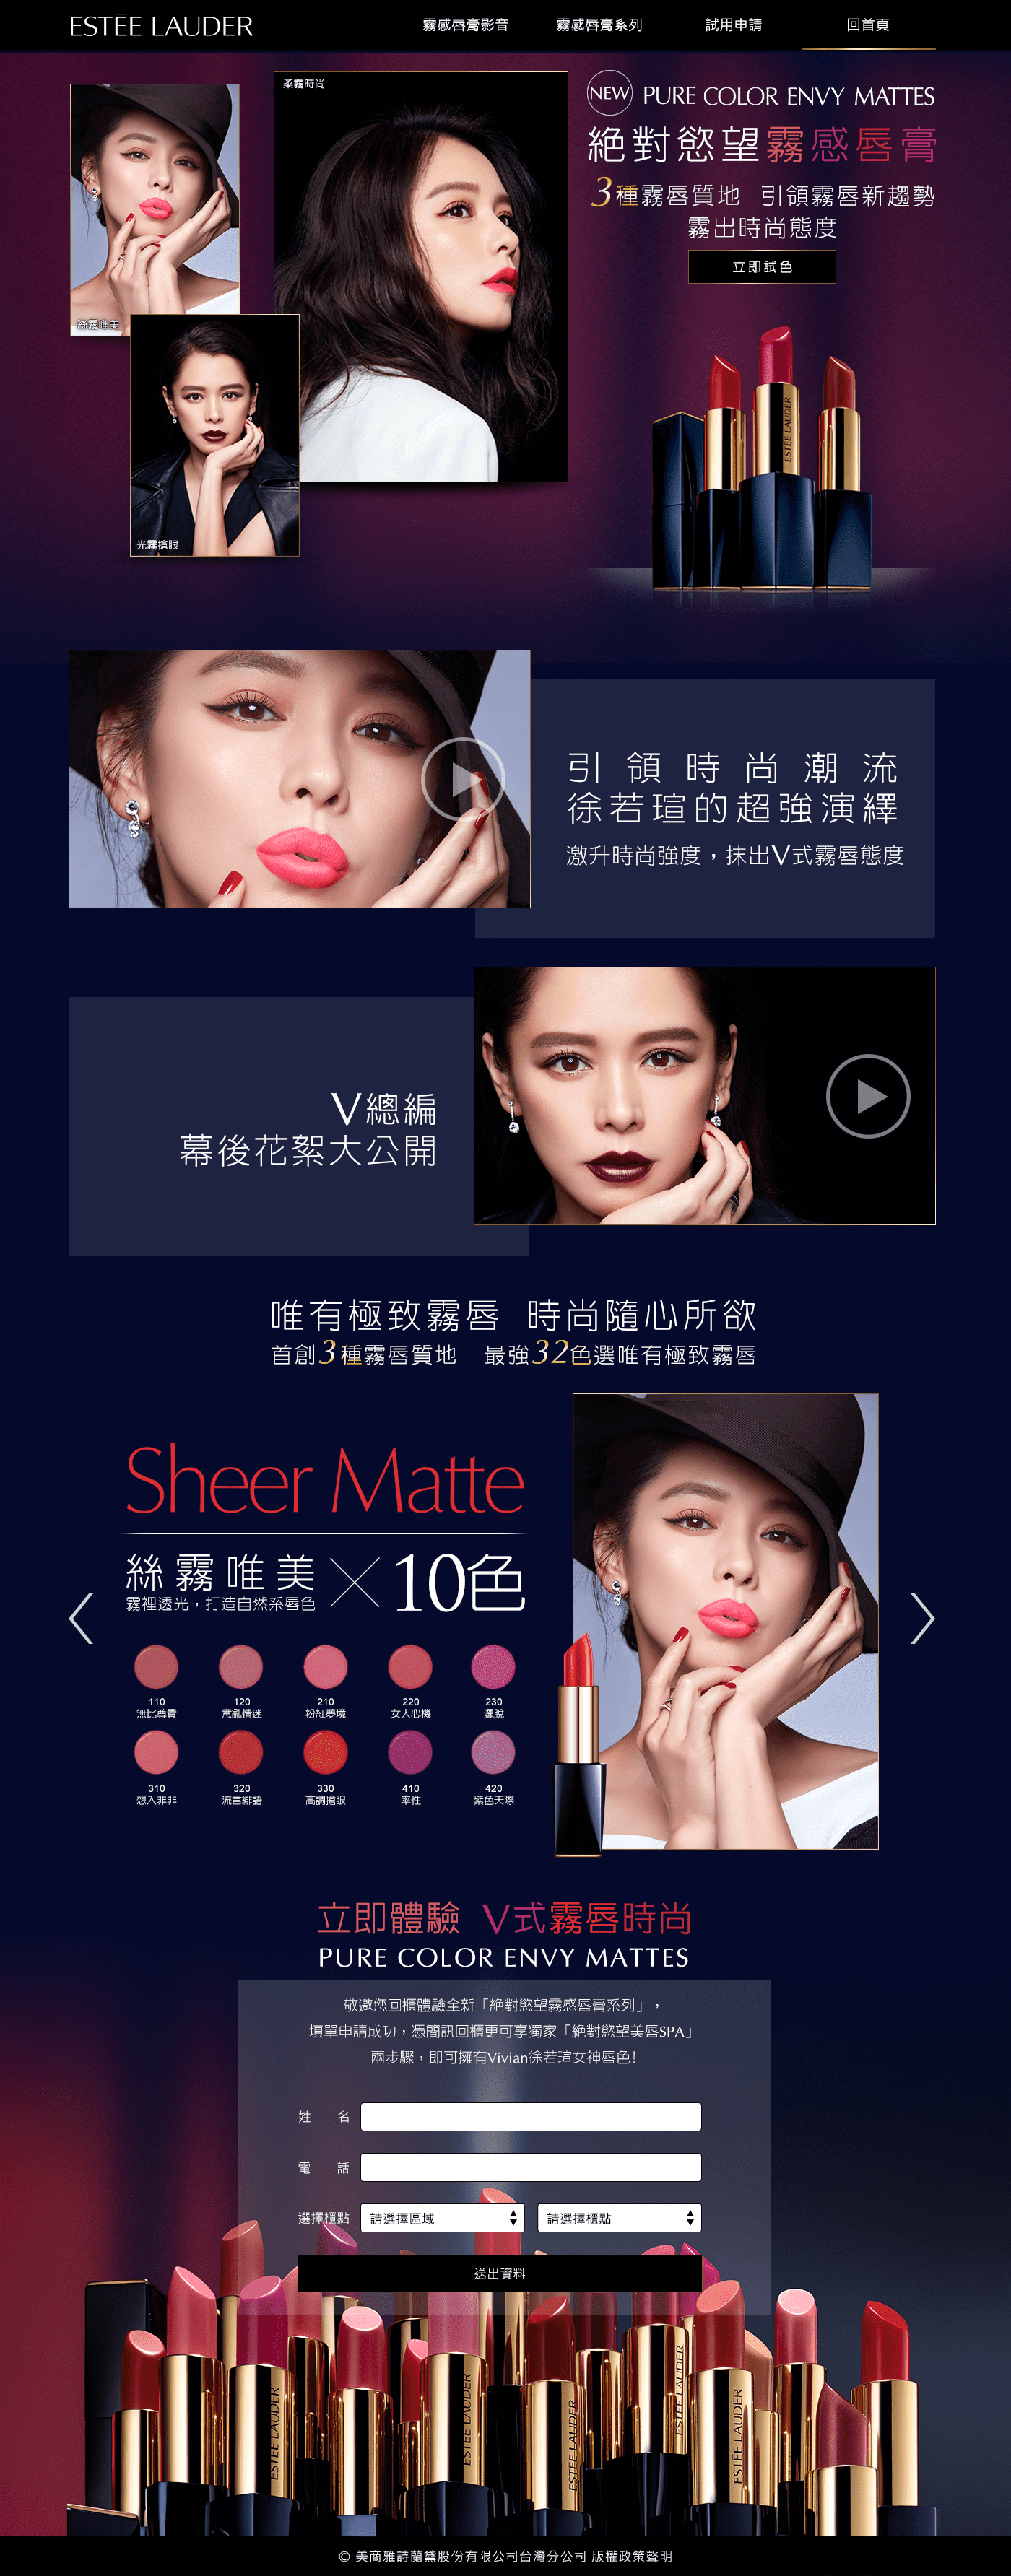 ESTĒE LAUDER
霧感唇膏影音
霧感唇膏系列
試用申請
回首頁
絲霧唯美
柔霧時尚
光霧搶眼
NEW PURE COLOR ENVY MATTES
絕對慾望霧感唇膏
3種霧唇質地 引領霧唇新趨勢
霧出時尚態度
立即試色
ESTĒE LAUDER
引領時尚潮流
徐若瑄的超強演繹
激升時尚強度,抹出V式霧唇態度
V總編
幕後花絮大公開
唯有極致霧唇 時尚隨心所欲
首創3種霧唇質地 最強32色選唯有極致霧唇
Sheer Matte
絲霧唯美
霧裡透光,打造自然系唇色
10色
110 120 210 220 230
無比尊貴 意亂情迷 粉紅夢境 女人心機 灑脫
310 320 330 410 420
想入非非 流言緋語 高調搶眼 率性 紫色天際
立即體驗 V式霧唇時尚
PURE COLOR ENVY MATTES
敬邀您回櫃體驗全新「絕對慾望霧感唇膏系列」,
填單申請成功,憑簡訊回櫃更可享獨家「絕對慾望美唇SPA」
兩步驟,即可擁有Vivian徐若瑄女神唇色!
姓 名
電 話
選擇櫃點 請選擇區域 請選擇櫃點
送出資料
ESTĒE LAUDER
ESTĒE LAUDER
ESTĒE LAUDER
ESTĒE LAUDER
ESTĒE LAUDER
© 美商雅詩蘭黛股份有限公司台灣分公司 版權政策聲明